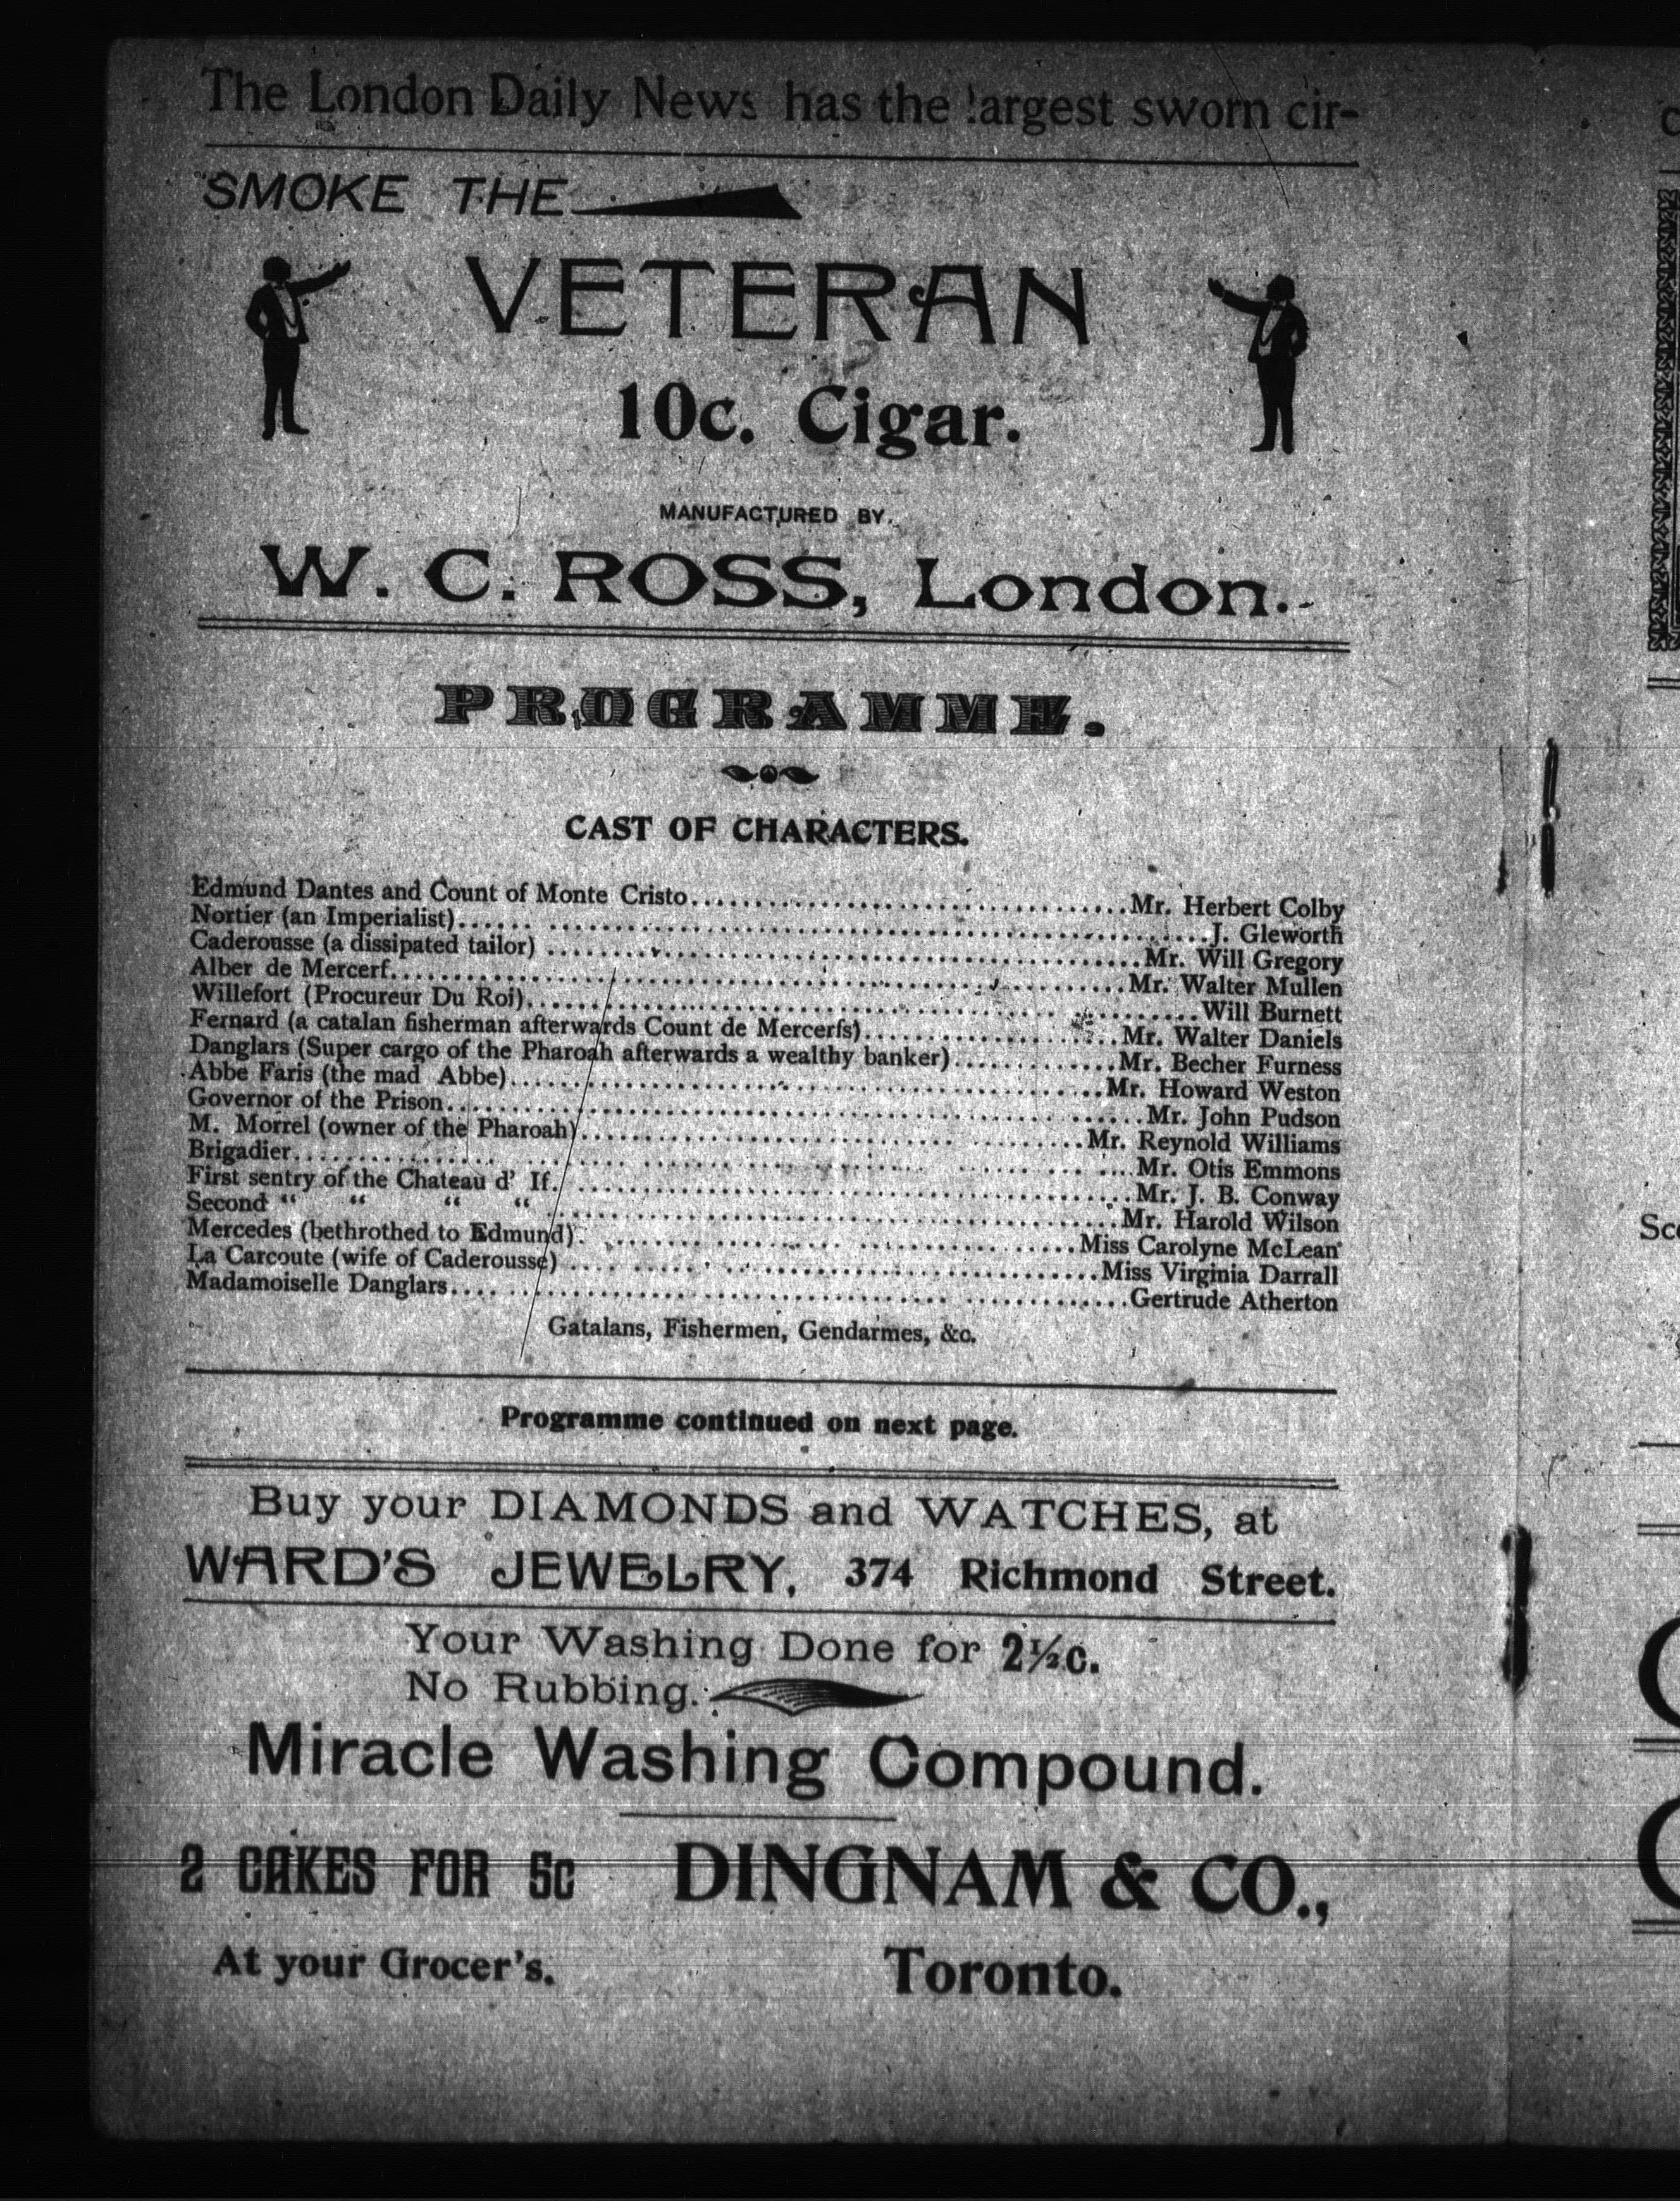 The London Daily News has the largest sworn cir-
SMOKE THE
VETERAN
10c. Cigar.
MANUFACTURED BY
W. C. ROSS, London.
PROGRAMME.
CAST OF CHARACTERS.
Edmund Dantes and Count of Monte Cristo....................Mr. Herbert Colby
Nortier (an Imperialist)....................J. Gleworth
Caderousse (a dissipated tailor)....................Mr. Will Gregory
Alber de Mercerf....................Mr. Walter Mullen
Willefort (Procureur Du Roi)....................Will Burnett
Fernard (a catalan fisherman afterwards Count de Mercerfs)....................Mr. Walter Daniels
Danglars (Super cargo of the Pharoah afterwards a wealthy banker)....................Mr. Becher Furness
Abbe Faris (the mad Abbe)....................Mr. Howard Weston
Governor of the Prison....................Mr. John Pudson
M. Morrel (owner of the Pharoah)....................Mr. Reynold Williams
Brigadier....................Mr. Otis Emmons
First sentry of the Chateau d' If....................Mr. J. B. Conway
Second “ “ “ “ ....................Mr. Harold Wilson
Mercedes (bethrothed to Edmund)....................Miss Carolyne McLean
La Carcoute (wife of Caderousse)....................Miss Virginia Darrall
Madamoiselle Danglars....................Gertrude Atherton
Gatalans, Fishermen, Gendarmes, &c.
Programme continued on next page.
Buy your DIAMONDS and WATCHES, at
WARD'S JEWELRY, 374 Richmond Street.
Your Washing Done for 2½c.
No Rubbing.
Miracle Washing Compound.
2 CAKES FOR 5c DINGNAM & CO.,
At your Grocer's. Toronto.